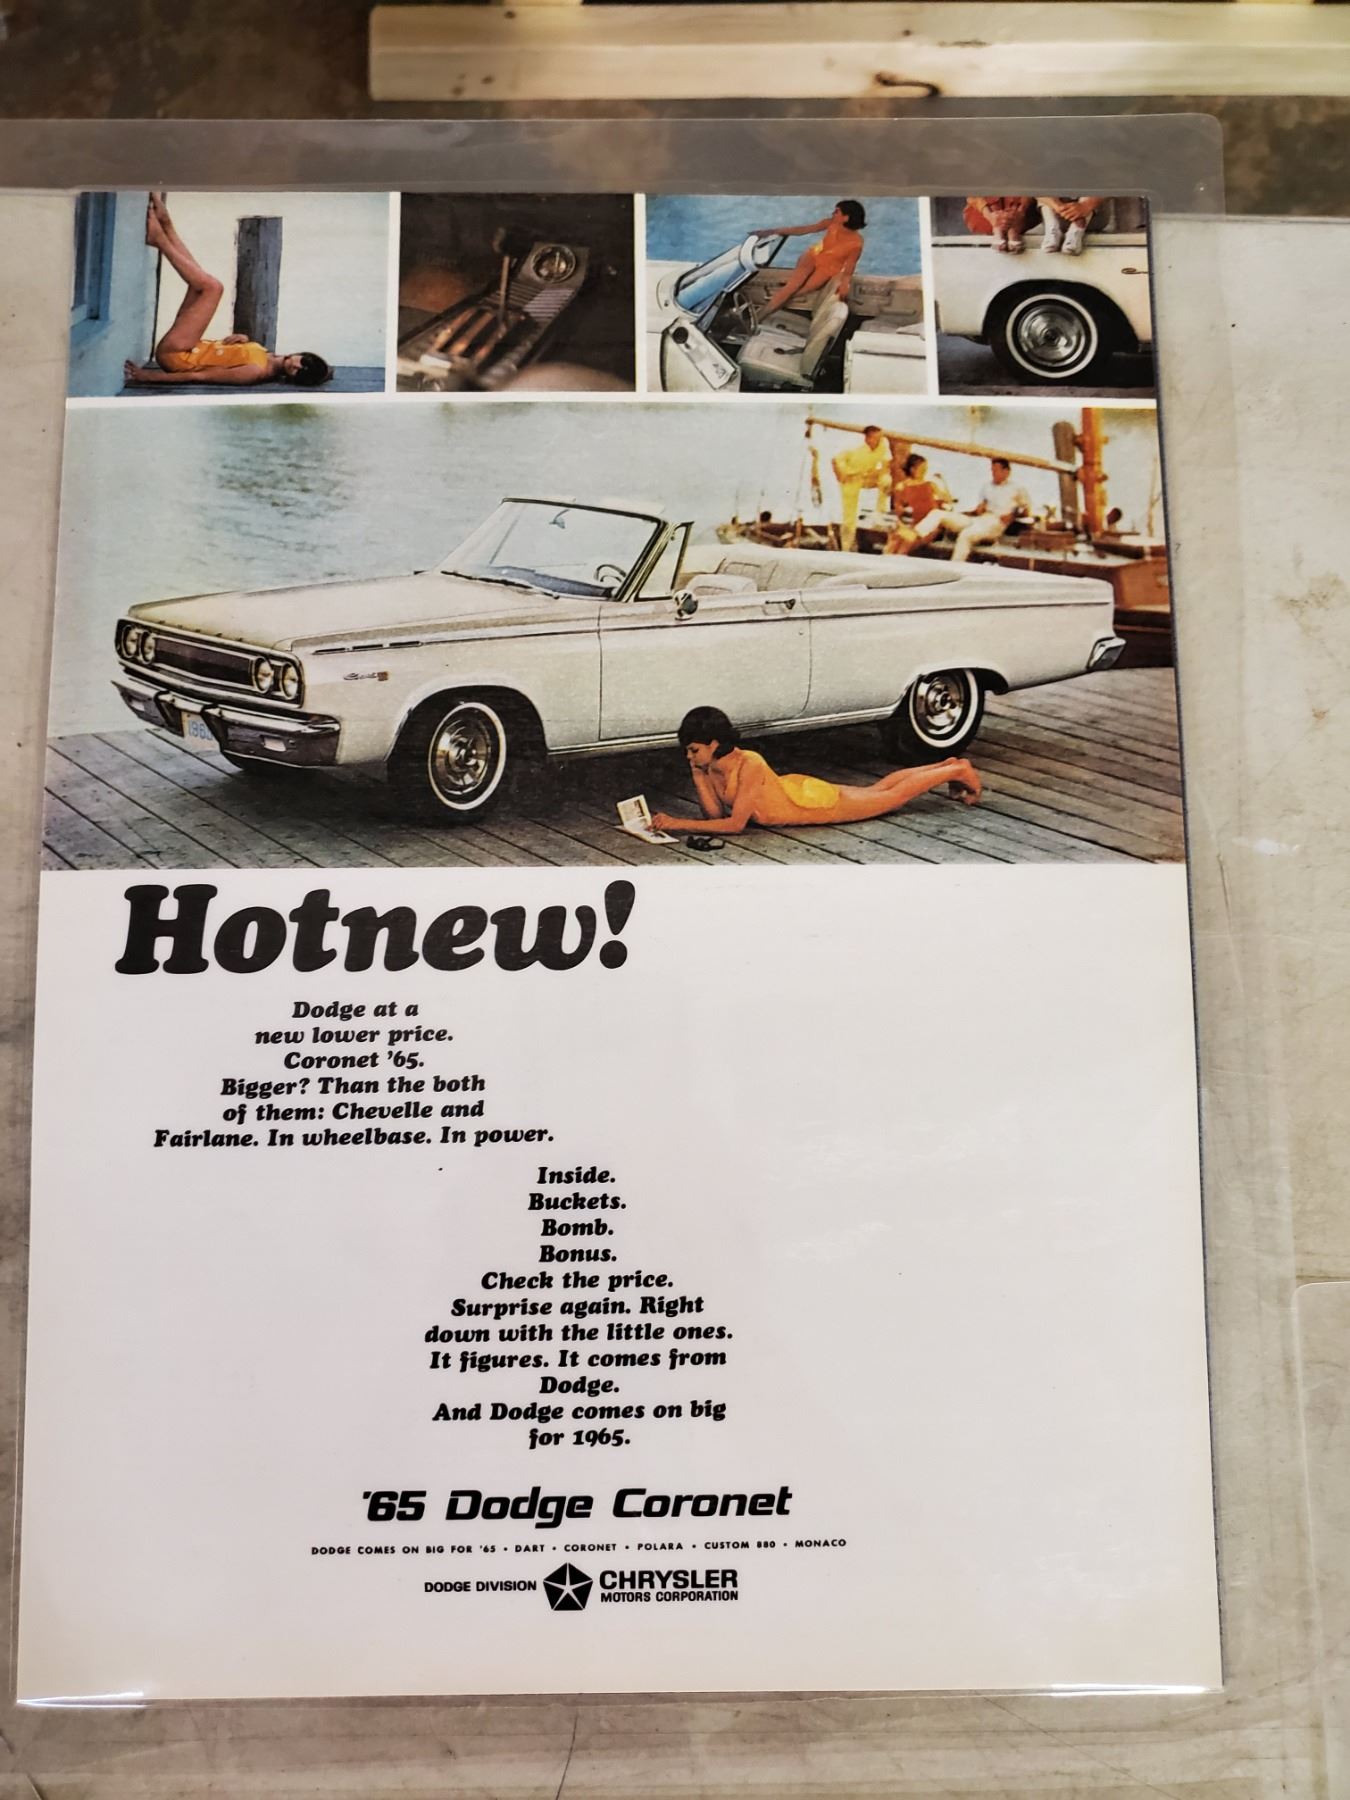 1965
Hotnew!
Dodge at a
new lower price.
Coronet '65.
Bigger? Than the both
of them: Chevelle and
Fairlane. In wheelbase. In power.
Inside.
Buckets.
Bomb.
Bonus.
Check the price.
Surprise again. Right
down with the little ones.
It figures. It comes from
Dodge.
And Dodge comes on big
for 1965.
'65 Dodge Coronet
DODGE COMES ON BIG FOR '65 • DART • CORONET • POLARA • CUSTOM 880 • MONACO
DODGE DIVISION CHRYSLER
MOTORS CORPORATION